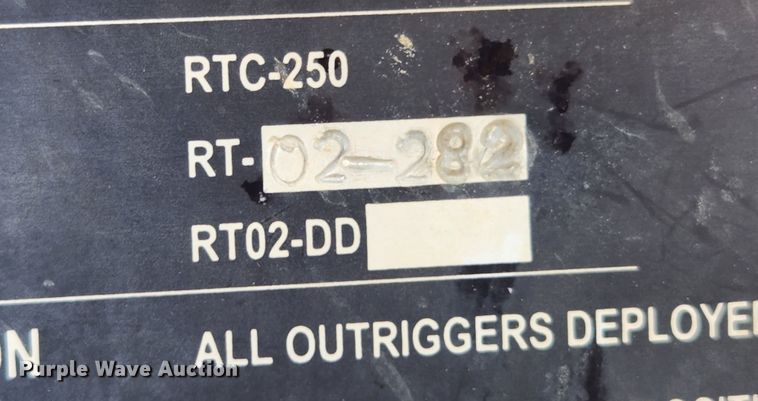 RTC-250
RT-02-282
RT02-DD
ON ALL OUTRIGGERS DEPLOYE
Purple Wave Auction